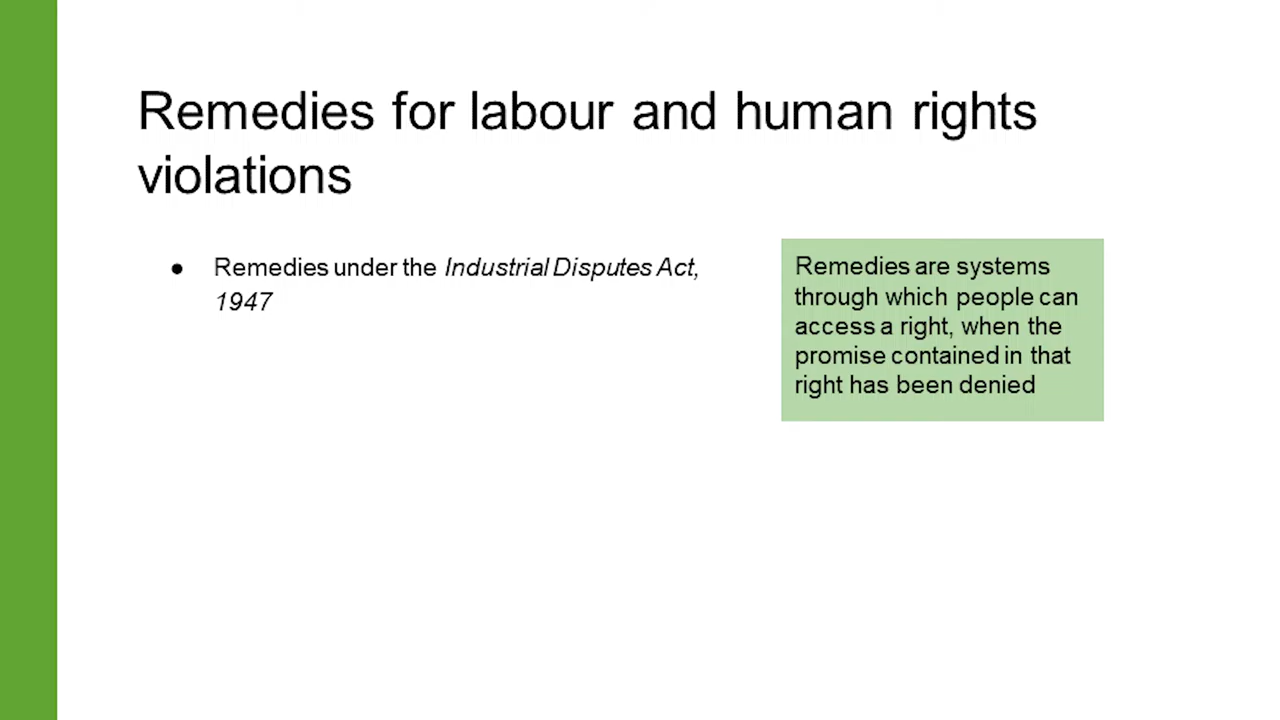 Remedies for labour and human rights
violations
● Remedies under the Industrial Disputes Act,
1947
Remedies are systems
through which people can
access a right, when the
promise contained in that
right has been denied